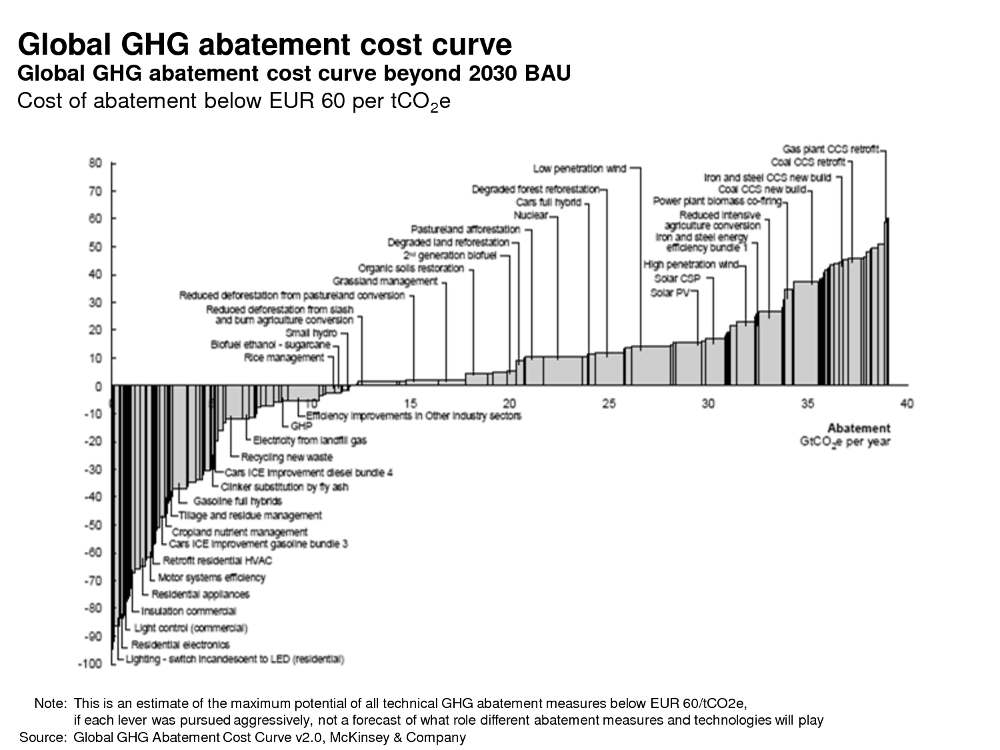 Global GHG abatement cost curve
Global GHG abatement cost curve beyond 2030 BAU
Cost of abatement below EUR 60 per tCO2e
Gas plant CCS retrofit
Coal CCS retrofit
Iron and steel CCS new build
Coal CCS new build
Power plant biomass co-firing
Reduced intensive
agriculture conversion
Iron and steel energy
efficiency bundle 1
High penetration wind
Solar CSP
Solar PV
Low penetration wind
Degraded forest reforestation
Cars full hybrid
Nuclear
Pastureland afforestation
Degraded land reforestation
2nd generation biofuel
Organic soils restoration
Grassland management
Reduced deforestation from pastureland conversion
Reduced deforestation from slash
and burn agriculture conversion
Small hydro
Biofuel ethanol - sugarcane
Rice management
80
70
60
50
40
30
20
10
0
-10
-20
-30
-40
-50
-60
-70
-80
-90
-100
10
15
20
25
30
35
40
Abatement
GtCO2e per year
Efficiency improvements in Other Industry sectors
GHP
Electricity from landfill gas
Recycling new waste
Cars ICE improvement diesel bundle 4
Clinker substitution by fly ash
Gasoline full hybrids
Tillage and residue management
Cropland nutrient management
Cars ICE improvement gasoline bundle 3
Retrofit residential HVAC
Motor systems efficiency
Residential appliances
Insulation commercial
Light control (commercial)
Residential electronics
Lighting - switch incandescent to LED (residential)
Note: This is an estimate of the maximum potential of all technical GHG abatement measures below EUR 60/tCO2e,
if each lever was pursued aggressively, not a forecast of what role different abatement measures and technologies will play
Source: Global GHG Abatement Cost Curve v2.0, McKinsey & Company